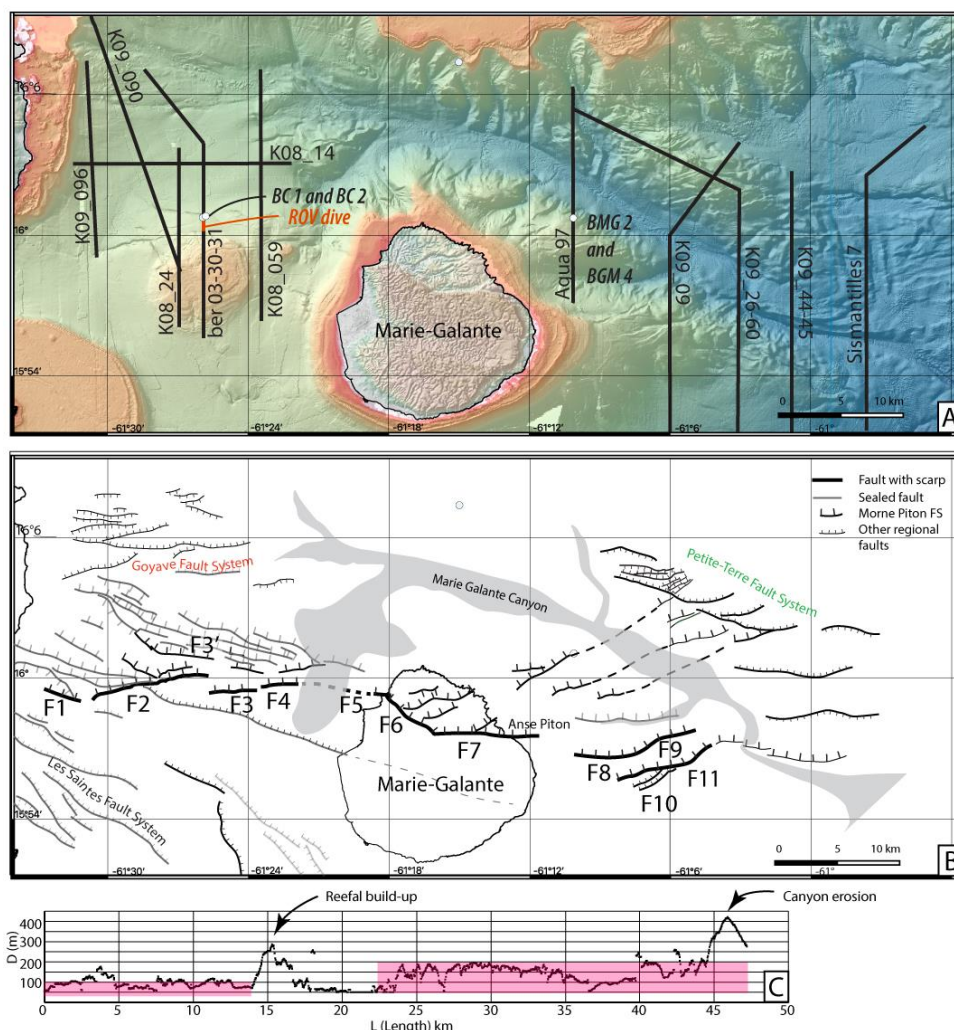 K09_090
K09_096
K08_24
ber 03-30-31
K08_14
K08_059
BC 1 and BC 2
ROV dive
Marie-Galante
Aqua 97
BMG 2
and
BGM 4
K09_09
K09_26-60
K09_44-45
Sismantilles 7
16°6'
16°
15°54'
-61°30'
-61°24'
-61°18'
-61°12'
-61°6'
-61°
0 5 10 km
A
Fault with scarp
Sealed fault
Morne Piton FS
Other regional
faults
Goyave Fault System
Petite-Terre Fault System
Marie Galante Canyon
Les Saintes Fault System
F1
F2
F3'
F3
F4
F5
F6
F7
Anse Piton
F8
F9
F10
F11
Marie-Galante
16°6'
16°
15°54'
-61°30'
-61°24'
-61°18'
-61°12'
-61°6'
-61°
0 5 10 km
B
Reefal build-up
Canyon erosion
D (m)
400
300
200
100
0 5 10 15 20 25 30 35 40 45 50
L (Length) km
C